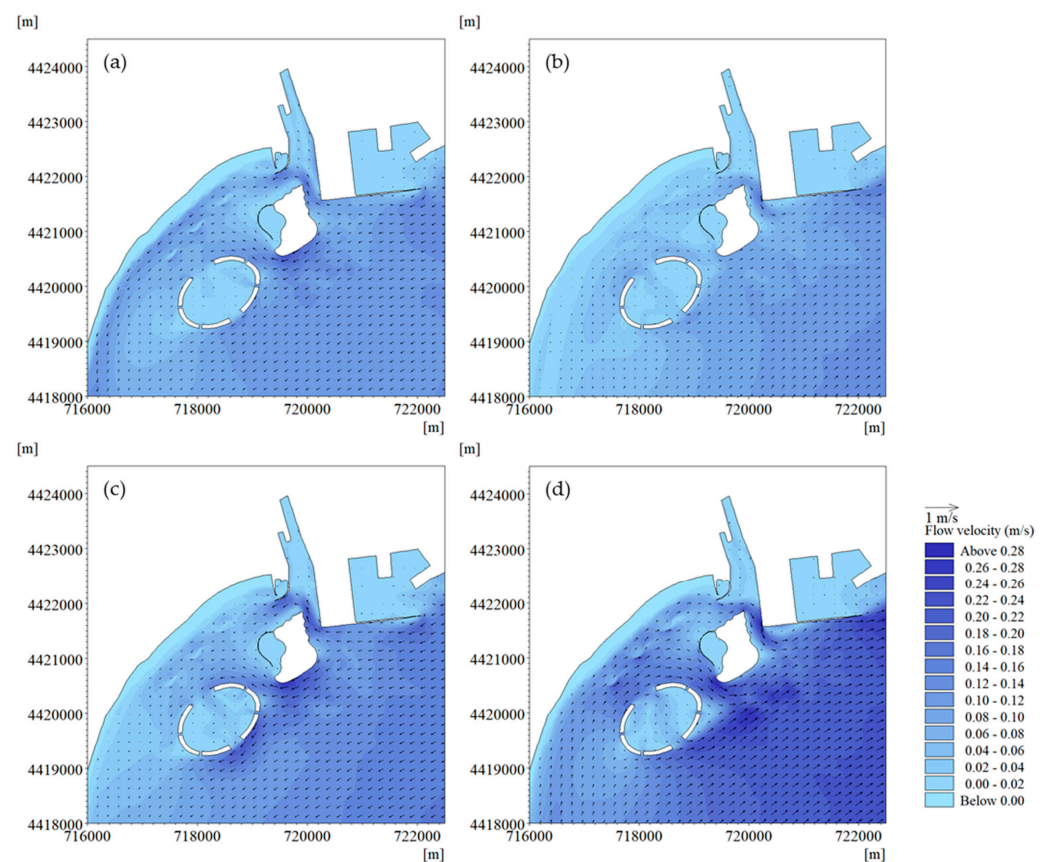 [m]
[m]
(a)
(b)
4424000
4423000
4422000
4421000
4420000
4419000
4418000
716000
718000
720000
722000
[m]
4424000
4423000
4422000
4421000
4420000
4419000
4418000
716000
718000
720000
722000
[m]
[m]
[m]
(c)
(d)
4424000
4423000
4422000
4421000
4420000
4419000
4418000
716000
718000
720000
722000
[m]
4424000
4423000
4422000
4421000
4420000
4419000
4418000
716000
718000
720000
722000
[m]
1 m/s
Flow velocity (m/s)
Above 0.28
0.26 - 0.28
0.24 - 0.26
0.22 - 0.24
0.20 - 0.22
0.18 - 0.20
0.16 - 0.18
0.14 - 0.16
0.12 - 0.14
0.10 - 0.12
0.08 - 0.10
0.06 - 0.08
0.04 - 0.06
0.02 - 0.04
0.00 - 0.02
Below 0.00